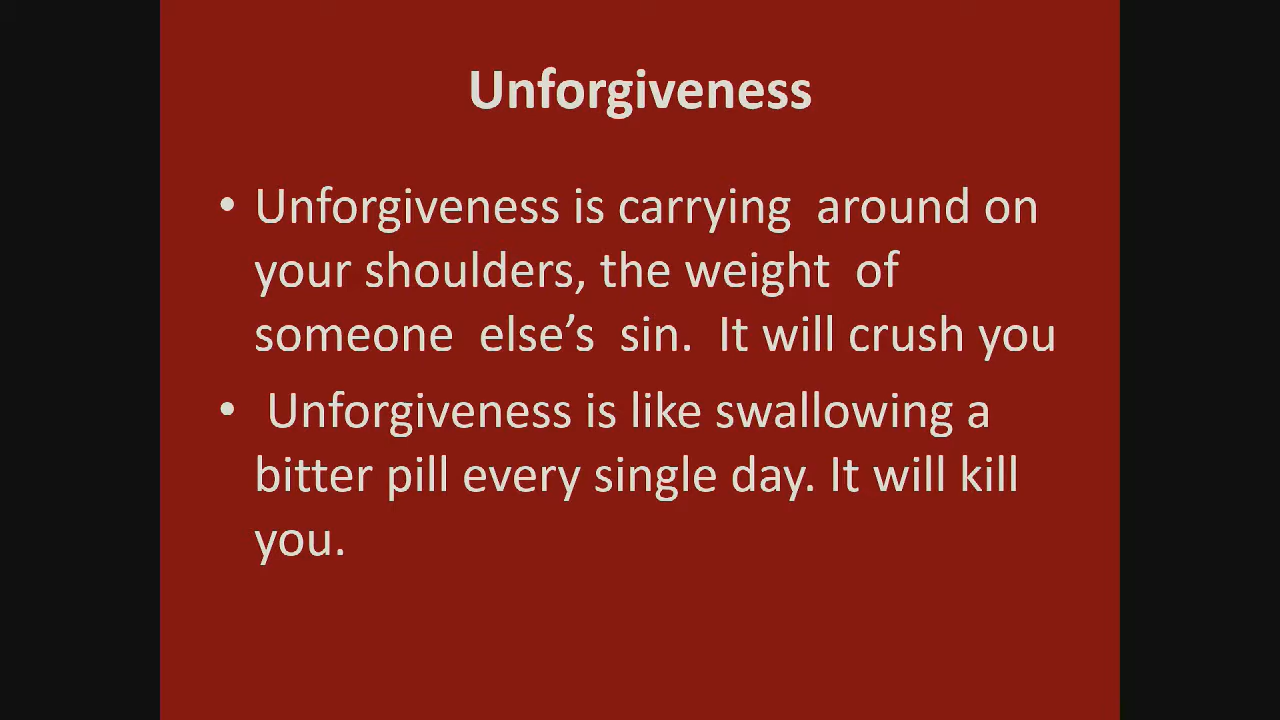 Unforgiveness
• Unforgiveness is carrying  around on
your shoulders, the weight  of
someone  else’s  sin.  It will crush you
•  Unforgiveness is like swallowing a
bitter pill every single day. It will kill
you.